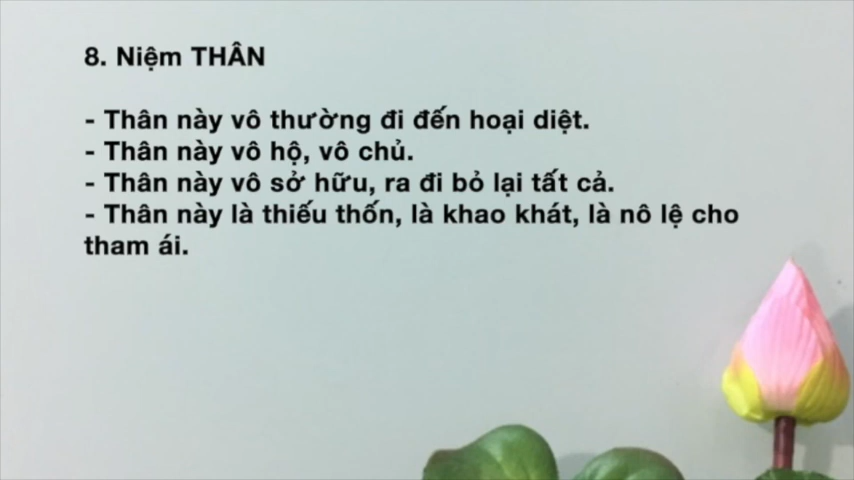 8. Niệm THÂN
- Thân này vô thường đi đến hoại diệt.
- Thân này vô hộ, vô chủ.
- Thân này vô sở hữu, ra đi bỏ lại tất cả.
- Thân này là thiếu thốn, là khao khát, là nô lệ cho
tham ái.